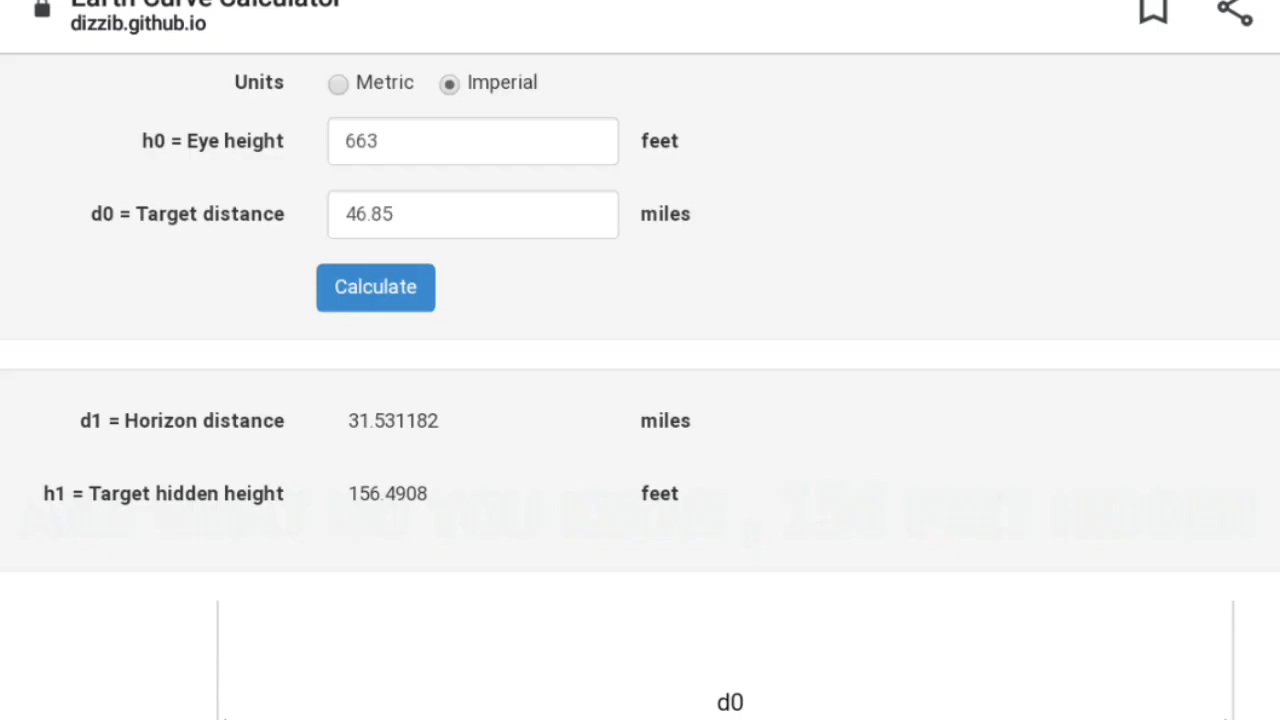 Earth Curve Calculator
dizzib.github.io
Units Metric Imperial
h0 = Eye height 663 feet
d0 = Target distance 46.85 miles
Calculate
d1 = Horizon distance 31.531182 miles
h1 = Target hidden height 156.4908 feet
d0